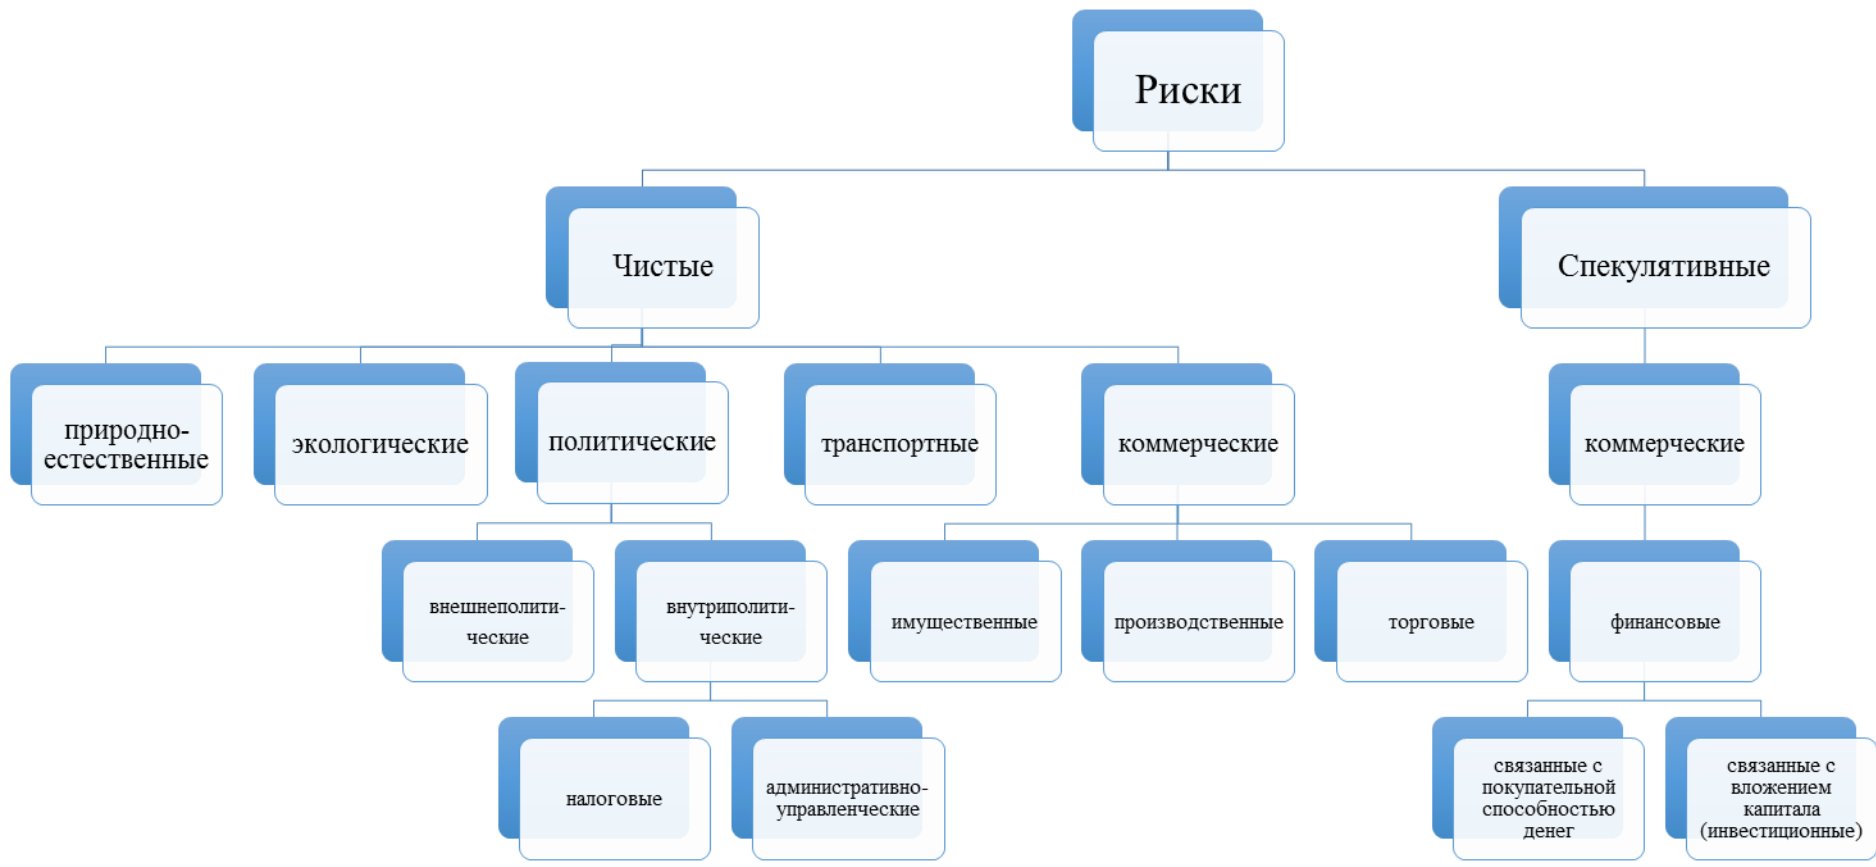 Риски
Чистые
Спекулятивные
природно-
естественные
экологические
политические
транспортные
коммерческие
коммерческие
внешнеполити-
ческие
внутриполити-
ческие
имущественные
производственные
торговые
финансовые
налоговые
административно-
управленческие
связанные с
покупательной
способностью
денег
связанные с
вложением
капитала
(инвестиционные)